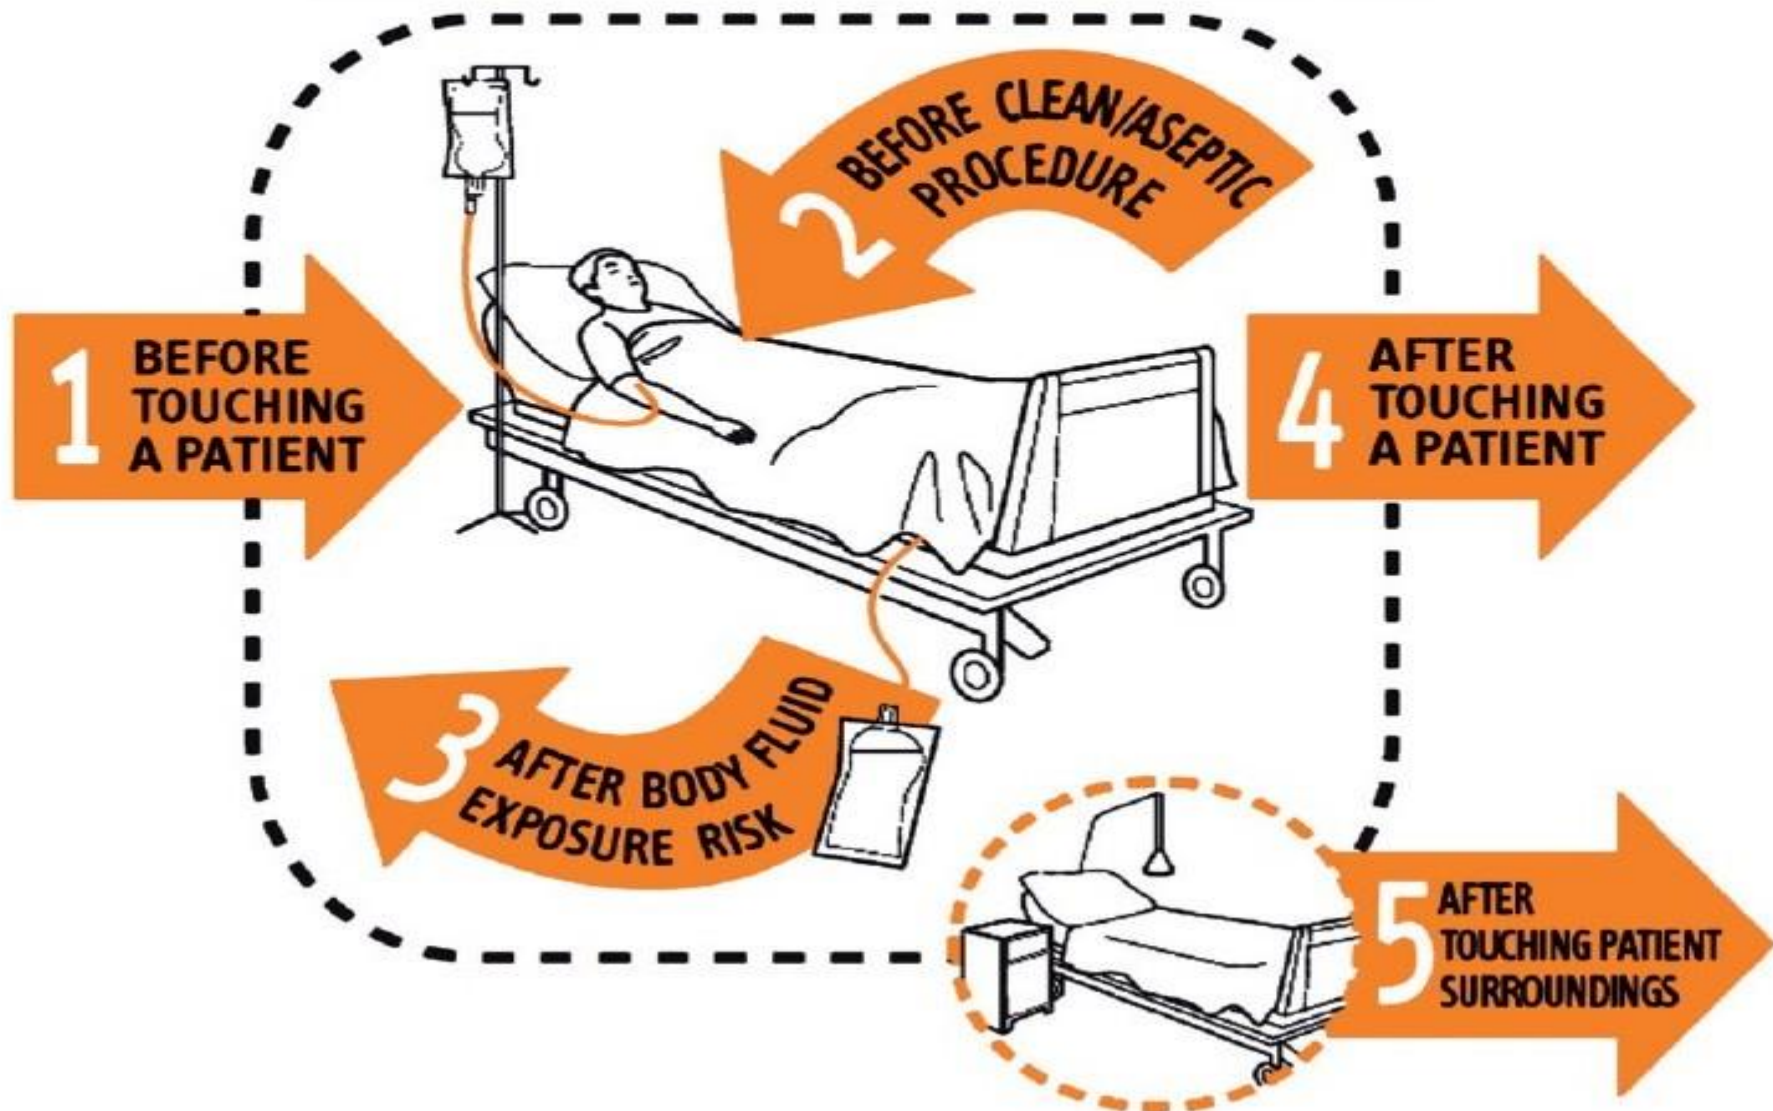 1
BEFORE
TOUCHING
A PATIENT
2
BEFORE CLEAN/ASEPTIC
PROCEDURE
3
AFTER BODY FLUID
EXPOSURE RISK
4
AFTER
TOUCHING
A PATIENT
5
AFTER
TOUCHING PATIENT
SURROUNDINGS